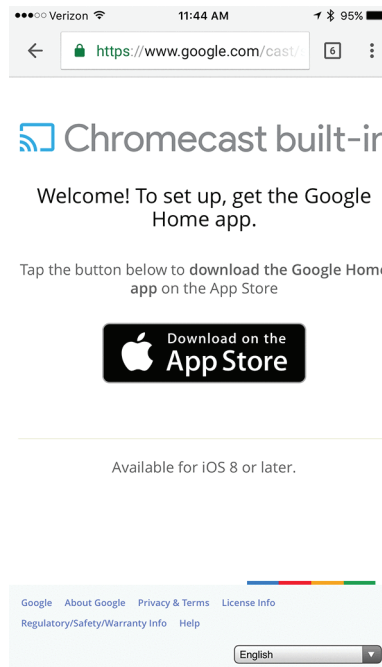 Verizon 11:44 AM 95%
https://www.google.com/cast/
6
Chromecast built-in
Welcome! To set up, get the Google
Home app.
Tap the button below to download the Google Home
app on the App Store
Download on the
App Store
Available for iOS 8 or later.
Google About Google Privacy & Terms License Info
Regulatory/Safety/Warranty Info Help
English